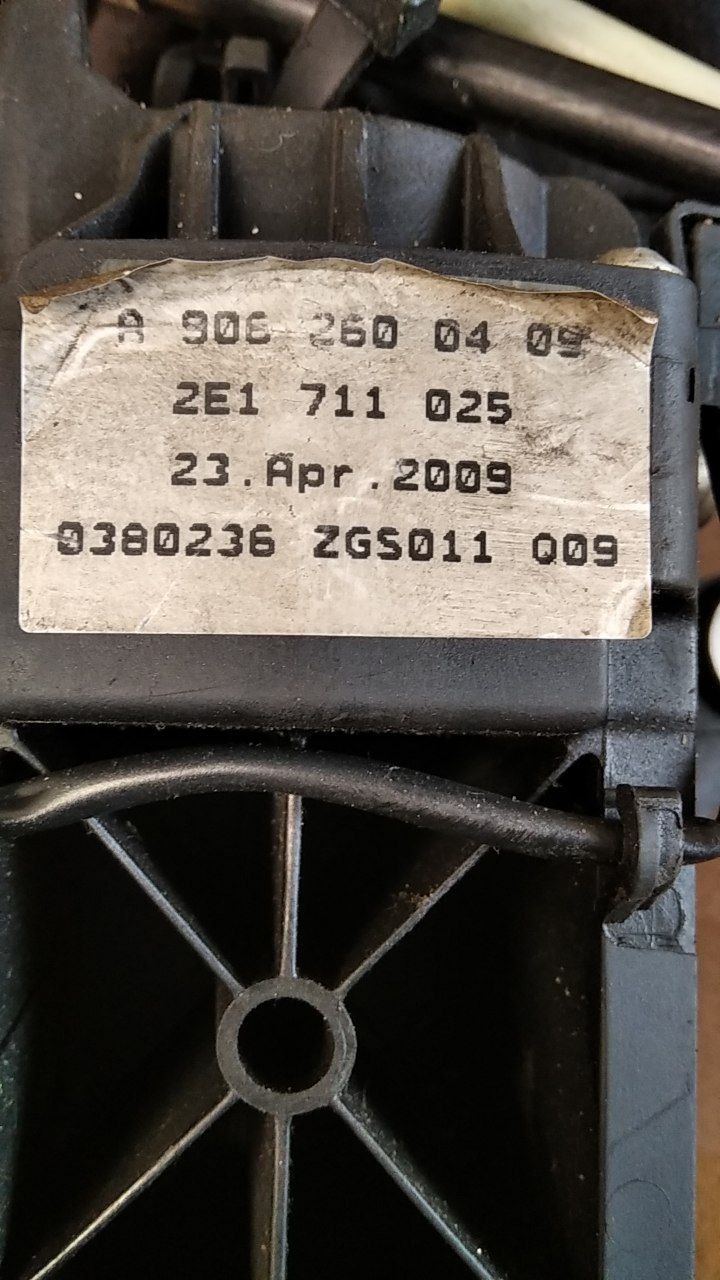 A 906 260 04 09
2E1 711 025
23.Apr.2009
0380236 ZGS011 Q09